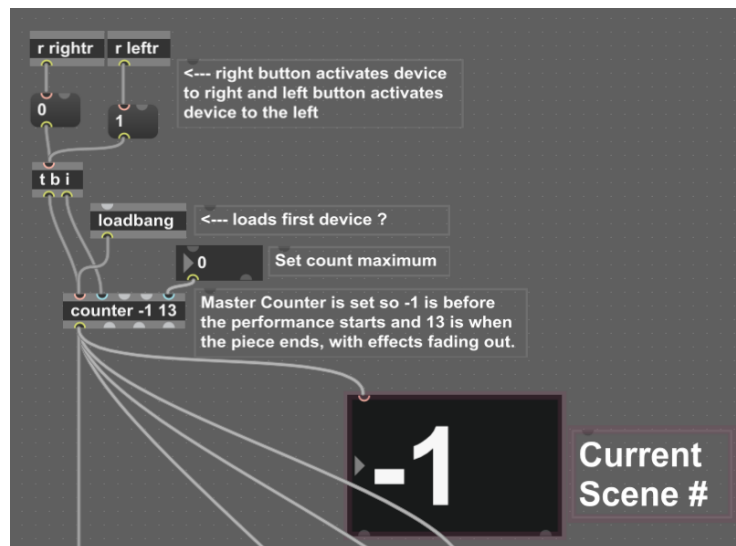 r rightr
r leftr
<--- right button activates device
to right and left button activates
device to the left
0
1
t b i
loadbang
<--- loads first device ?
0
Set count maximum
counter -1 13
Master Counter is set so -1 is before
the performance starts and 13 is when
the piece ends, with effects fading out.
-1
Current
Scene #